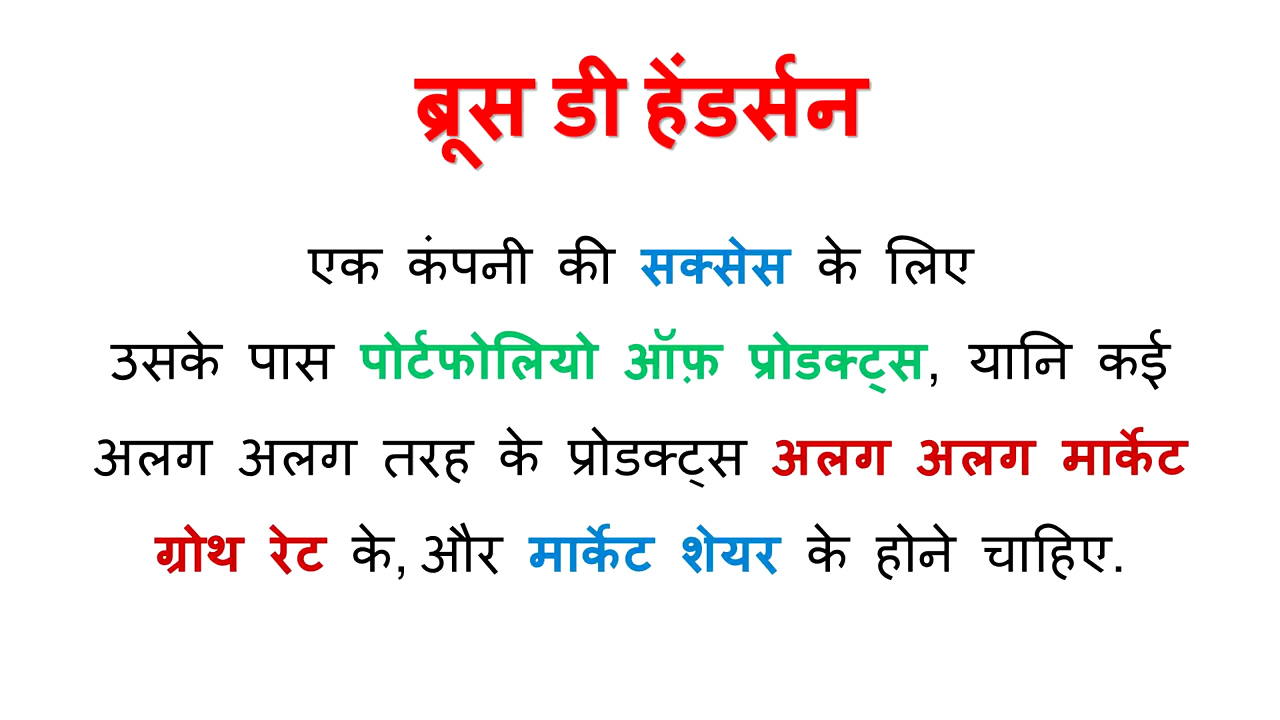 ब्रूस डी हेंडर्सन
एक कंपनी की सक्सेस के लिए
उसके पास पोर्टफोलियो ऑफ़ प्रोडक्ट्स, यानि कई
अलग अलग तरह के प्रोडक्ट्स अलग अलग मार्केट
ग्रोथ रेट के, और मार्केट शेयर के होने चाहिए.